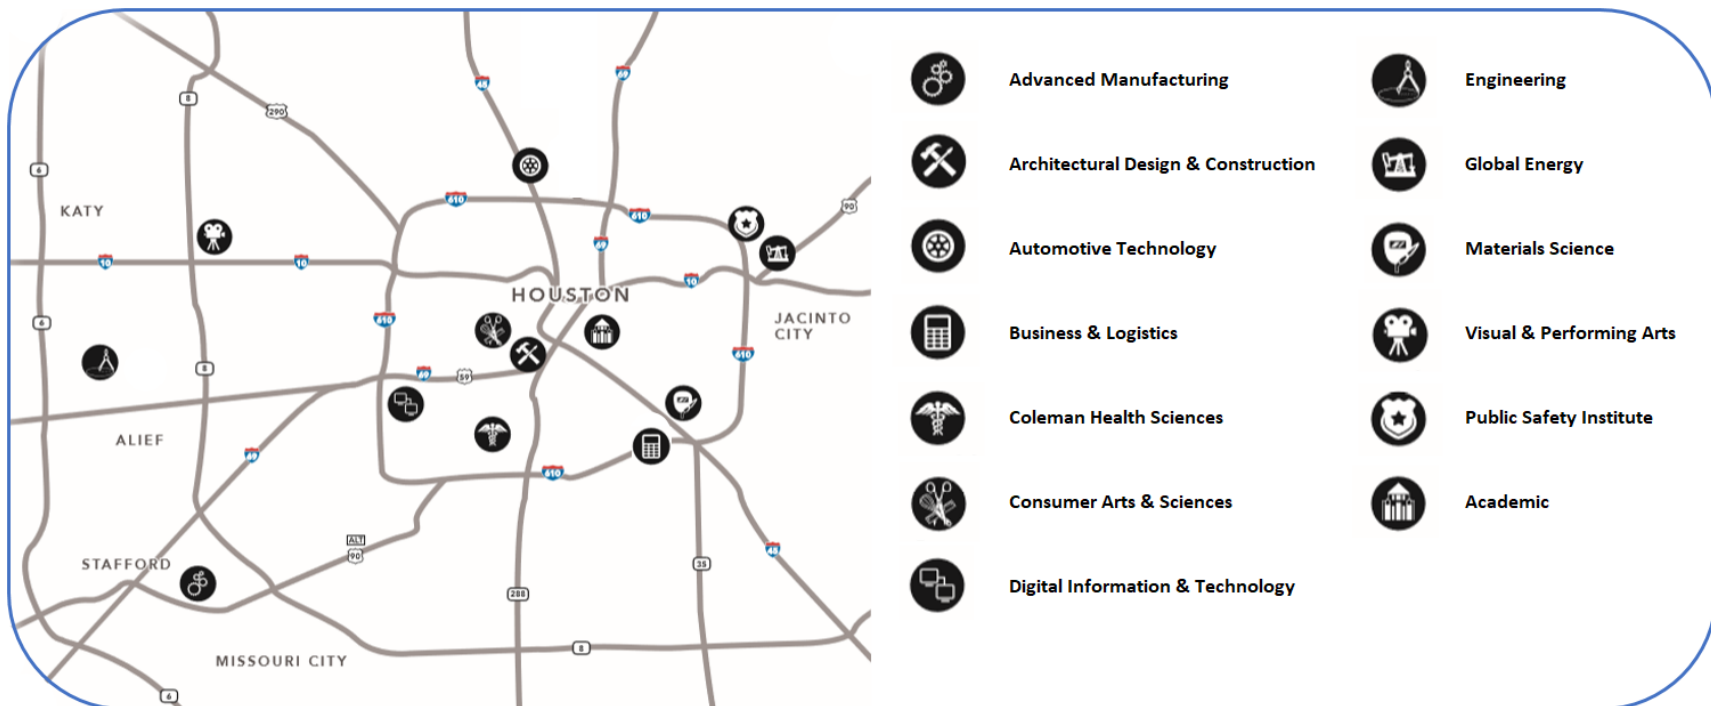 45
69
8
290
6
KATY
610
610
90
69
10
10
10
HOUSTON
610
6
JACINTO
CITY
610
8
69
59
ALIEF
69
610
ALT
90
45
STAFFORD
35
288
8
MISSOURI CITY
6
Advanced Manufacturing
Architectural Design & Construction
Automotive Technology
Business & Logistics
Coleman Health Sciences
Consumer Arts & Sciences
Digital Information & Technology
Engineering
Global Energy
Materials Science
Visual & Performing Arts
Public Safety Institute
Academic